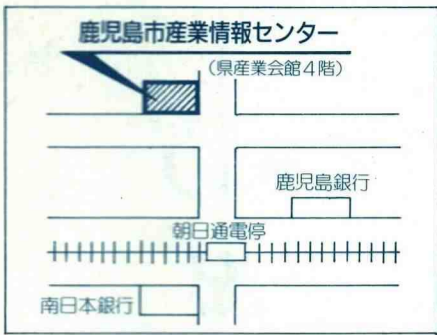 鹿児島市産業情報センター
(県産業会館4階)
鹿児島銀行
朝日通電停
南日本銀行